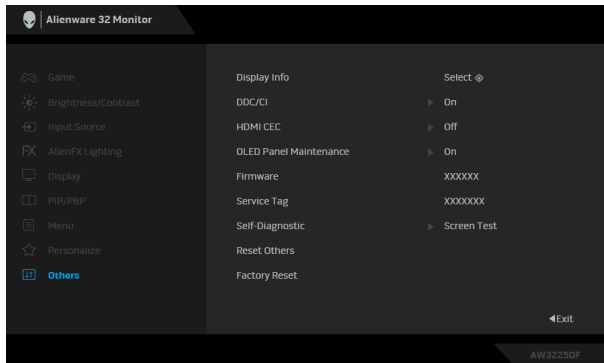 Alienware 32 Monitor
Game
Brightness/Contrast
Input Source
AlienFX Lighting
Display
PIP/PBP
Menu
Personalize
Others
Display Info Select
DDC/CI On
HDMI CEC Off
OLED Panel Maintenance On
Firmware XXXXXX
Service Tag XXXXXXX
Self-Diagnostic Screen Test
Reset Others
Factory Reset
Exit
AW3225QF